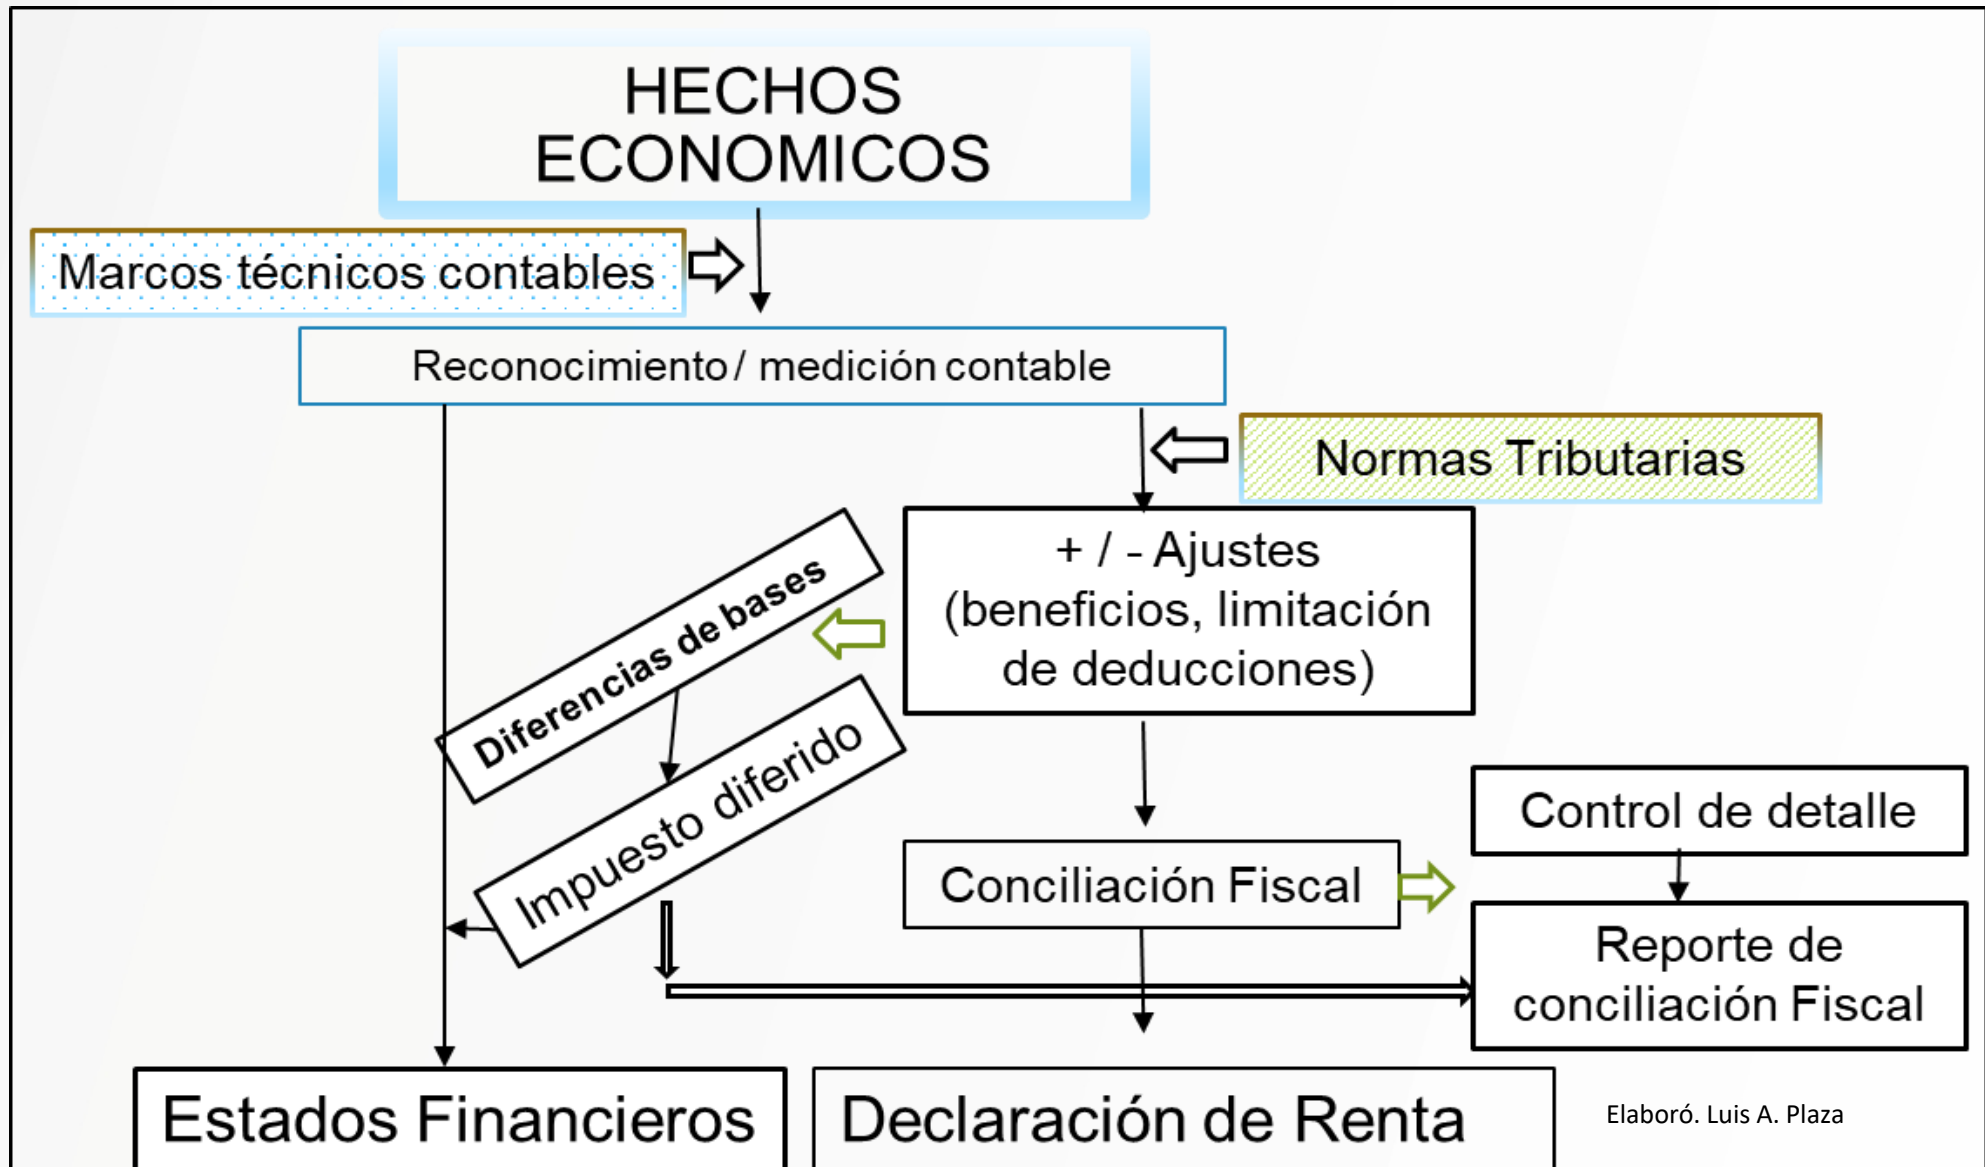 HECHOS
ECONOMICOS
Marcos técnicos contables
Reconocimiento / medición contable
Normas Tributarias
+ / - Ajustes
(beneficios, limitación
de deducciones)
Diferencias de bases
Impuesto diferido
Control de detalle
Conciliación Fiscal
Reporte de
conciliación Fiscal
Estados Financieros
Declaración de Renta
Elaboró. Luis A. Plaza